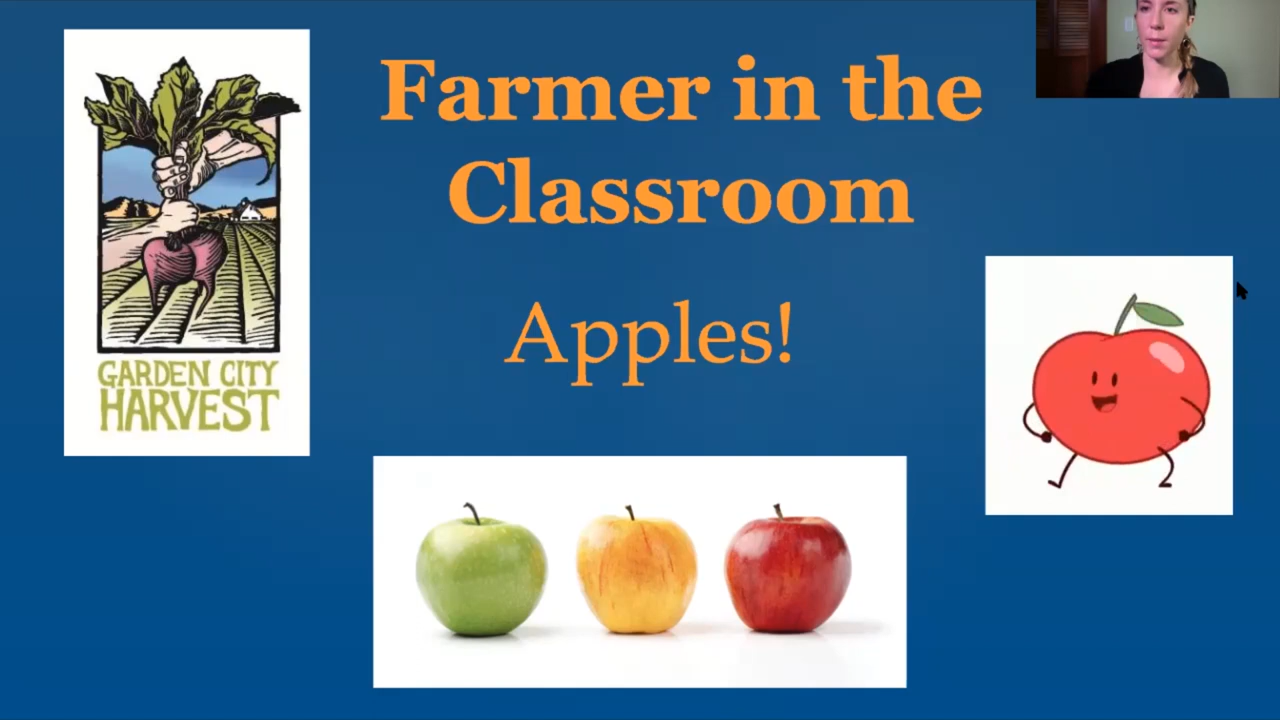 Farmer in the
Classroom
Apples!
GARDEN CITY
HARVEST